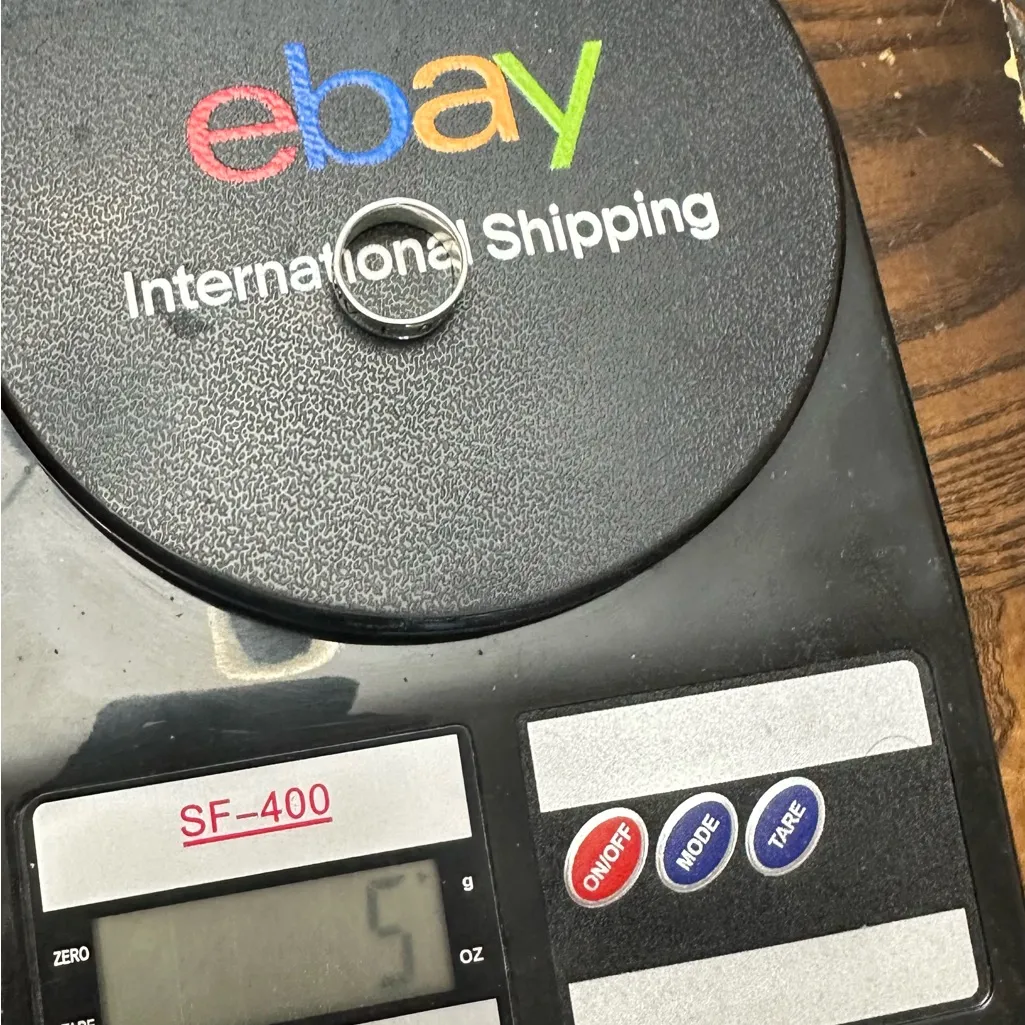 ebay
International Shipping
SF-400
5
g
ZERO
OZ
ON/OFF
MODE
TARE